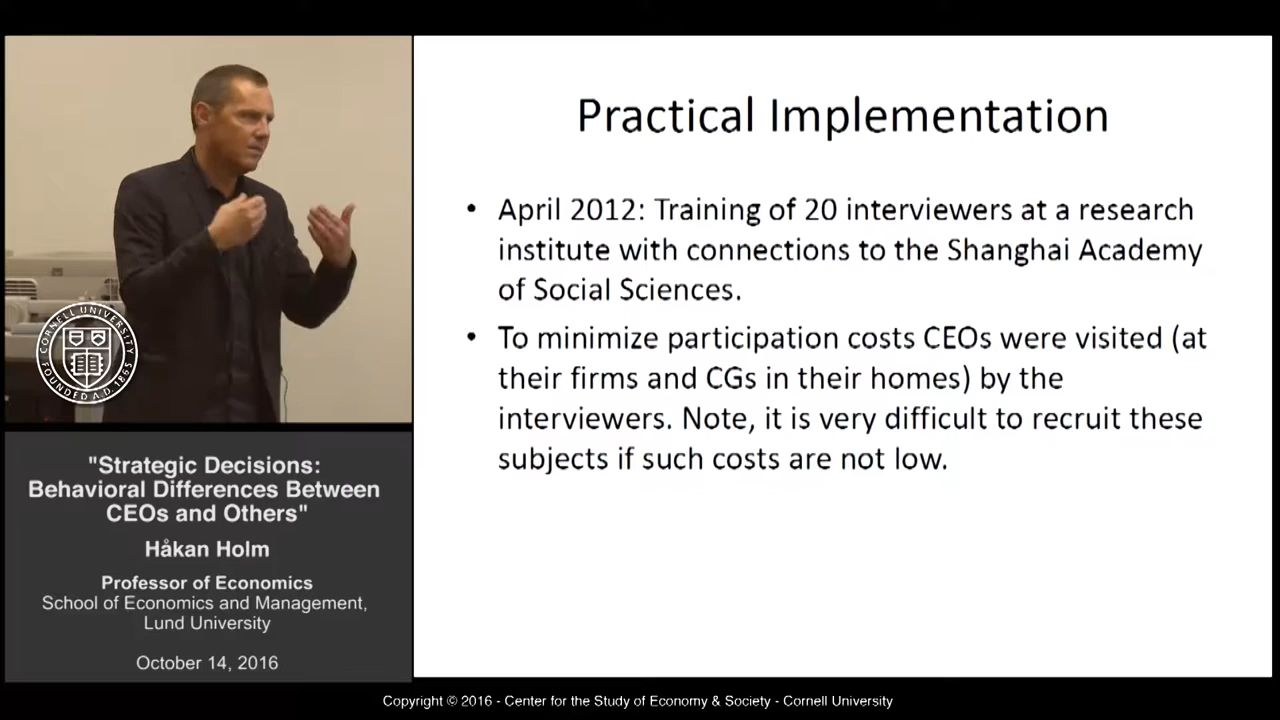 Practical Implementation
• April 2012: Training of 20 interviewers at a research
institute with connections to the Shanghai Academy
of Social Sciences.
• To minimize participation costs CEOs were visited (at
their firms and CGs in their homes) by the
interviewers. Note, it is very difficult to recruit these
subjects if such costs are not low.
CORNELL UNIVERSITY
FOUNDED A.D. 1865
"Strategic Decisions:
Behavioral Differences Between
CEOs and Others"
Håkan Holm
Professor of Economics
School of Economics and Management,
Lund University
October 14, 2016
Copyright © 2016 - Center for the Study of Economy & Society - Cornell University